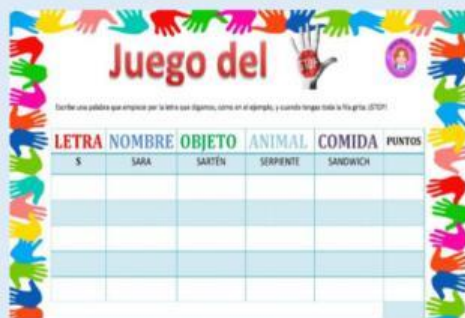 Juego del STOP
Escribe una palabra que empiece por la letra que digamos, como en el ejemplo, y cuando tengas toda la fila grita: ¡STOP!
LETRA NOMBRE OBJETO ANIMAL COMIDA PUNTOS
S SARA SARTÉN SERPIENTE SANDWICH